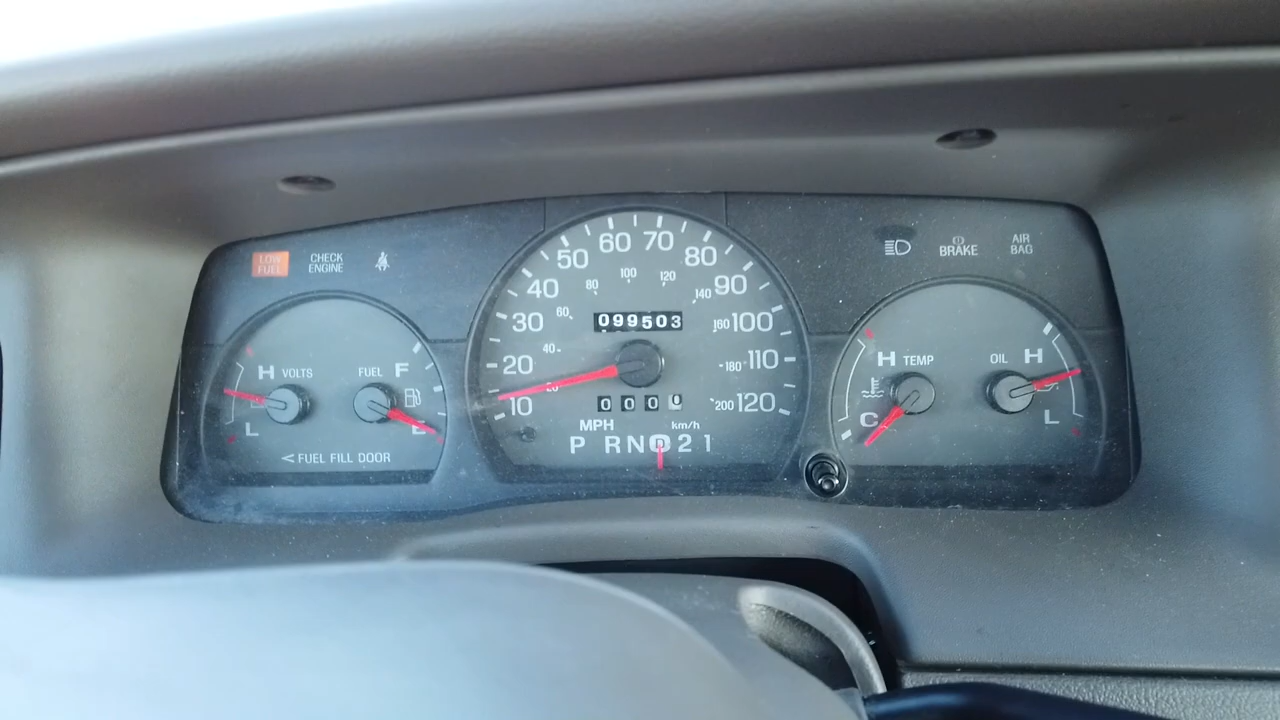 LOW FUEL
CHECK ENGINE
BRAKE
AIR BAG
H VOLTS
L
FUEL F
E
< FUEL FILL DOOR
10 20 30 40 50 60 70 80 90 100 110 120
20 40 60 80 100 120 140 160 180 200
099503
0000
MPH
km/h
P R N D 2 1
H TEMP
C
OIL H
L